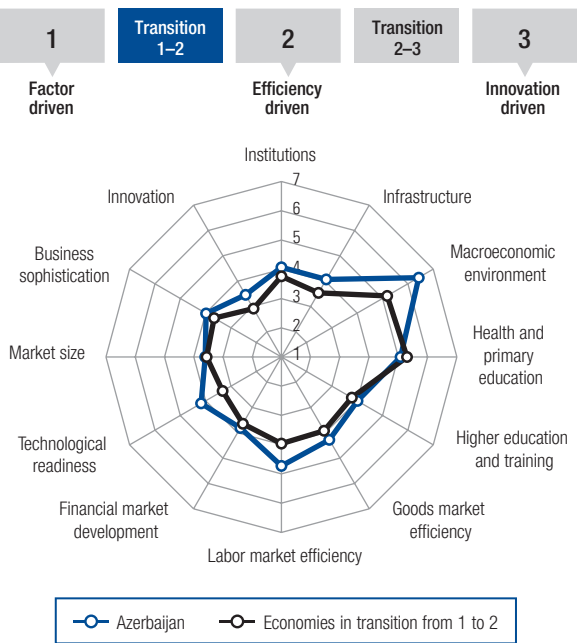 1
Transition
1–2
2
Transition
2–3
3
Factor
driven
Efficiency
driven
Innovation
driven
Institutions
7
6
5
4
3
2
1
Infrastructure
Macroeconomic
environment
Health and
primary
education
Higher education
and training
Goods market
efficiency
Labor market efficiency
Financial market
development
Technological
readiness
Market size
Business
sophistication
Innovation
Azerbaijan
Economies in transition from 1 to 2